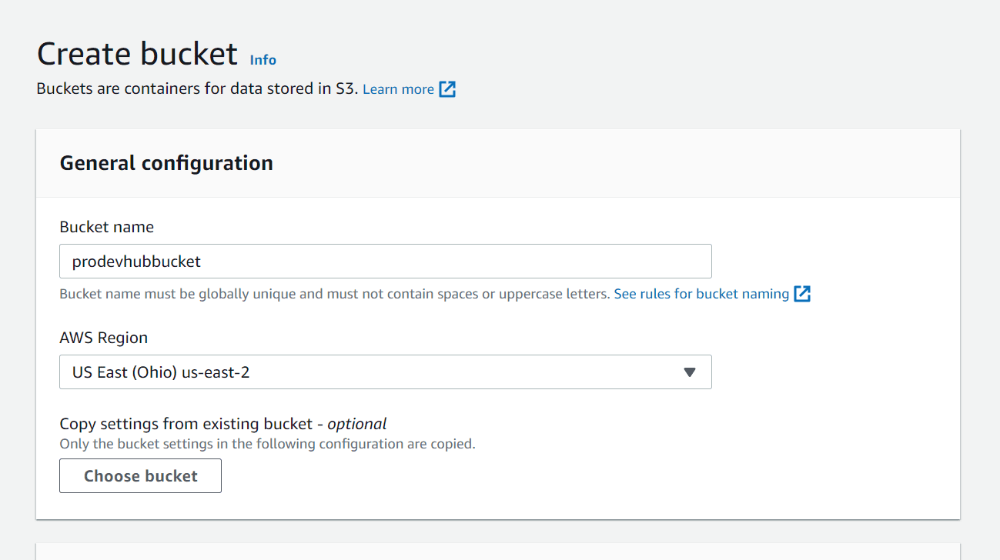 Create bucket Info
Buckets are containers for data stored in S3. Learn more
General configuration
Bucket name
prodevhubbucket
Bucket name must be globally unique and must not contain spaces or uppercase letters. See rules for bucket naming
AWS Region
US East (Ohio) us-east-2
Copy settings from existing bucket - optional
Only the bucket settings in the following configuration are copied.
Choose bucket